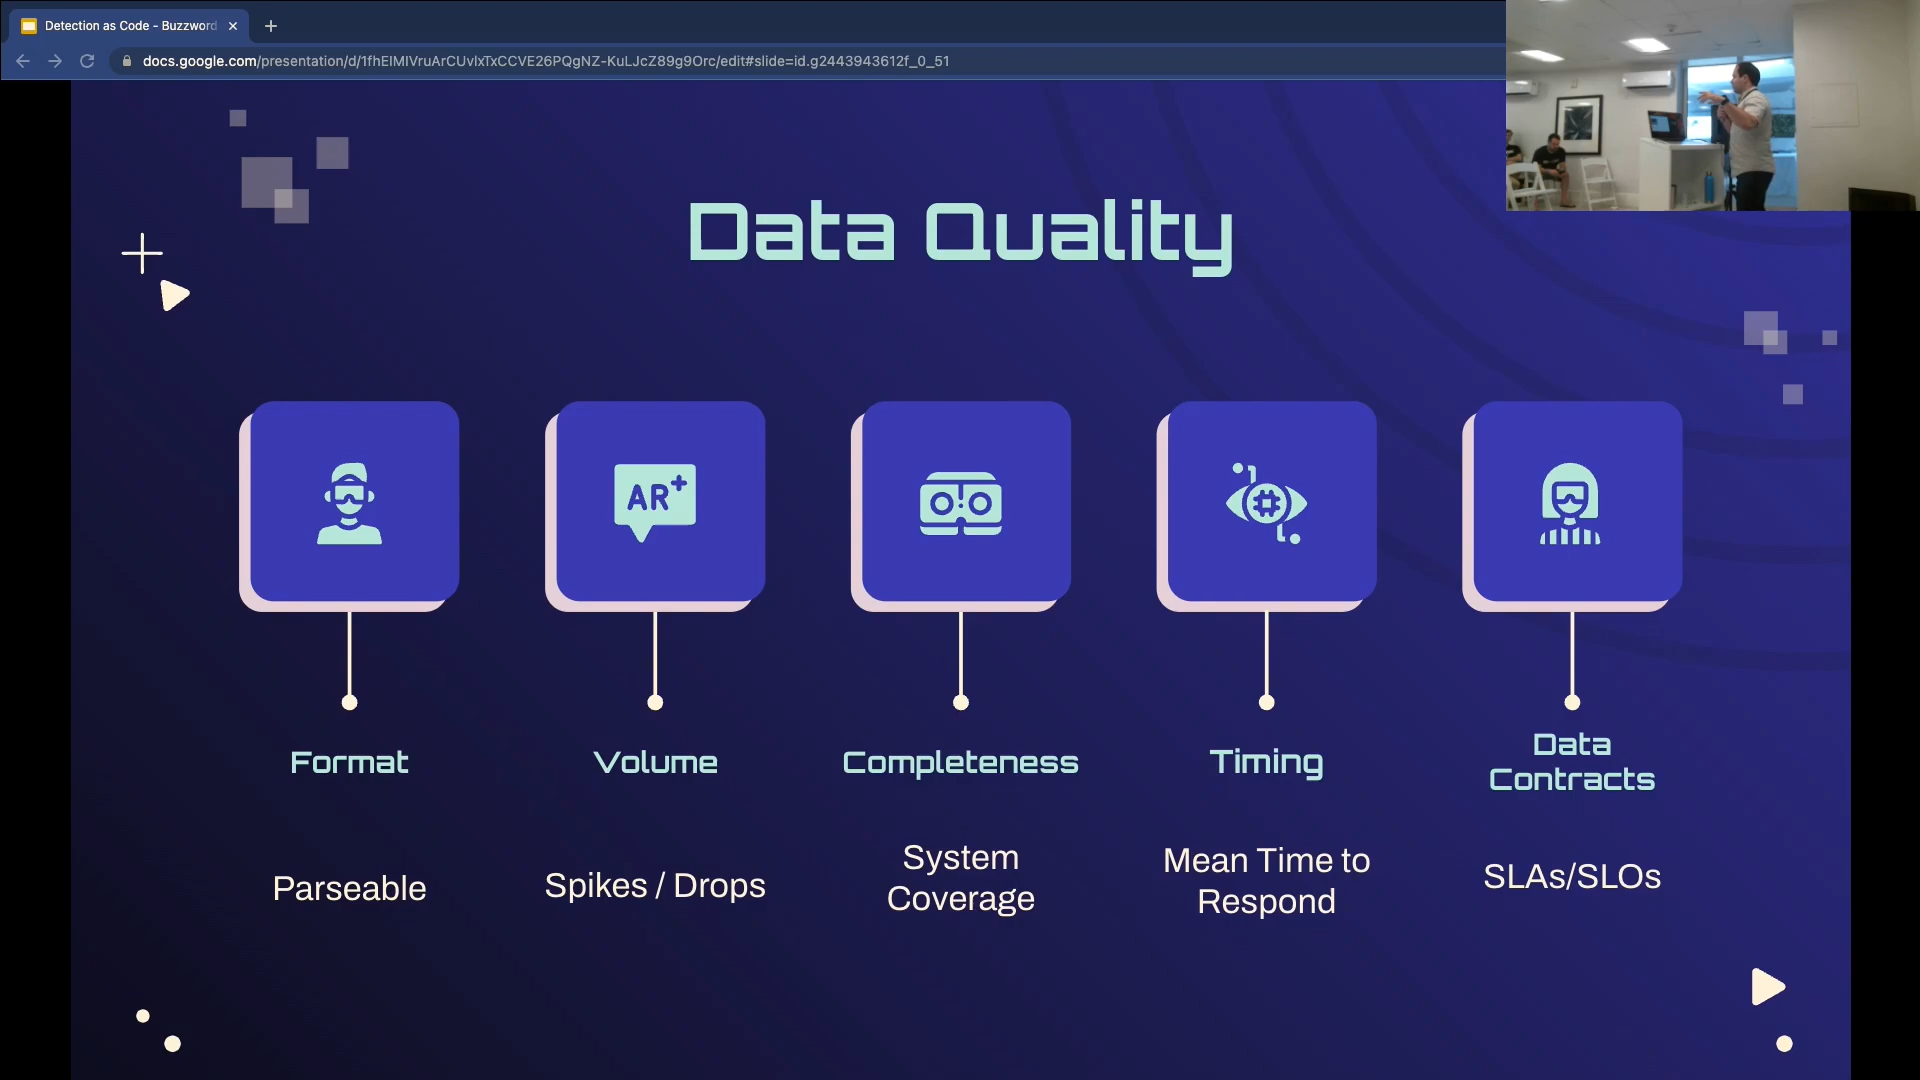 Detection as Code - Buzzword
docs.google.com/presentation/d/1fhEIMIVruArCUvlxTxCCVE26PQgNZ-KuLJcZ89g9Orc/edit#slide=id.g2443943612f_0_51
Data Quality
AR+
Format
Volume
Completeness
Timing
Data
Contracts
Parseable
Spikes / Drops
System
Coverage
Mean Time to
Respond
SLAs/SLOs